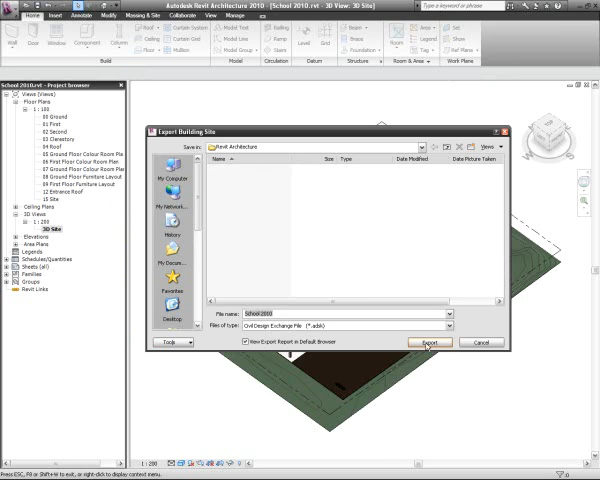 Autodesk Revit Architecture 2010 - [School 2010.rvt - 3D View: 3D Site]
Type a keyword or phrase
Home Insert Annotate Modify Massing & Site Collaborate View Manage
Wall Door Window Component Column
Roof Curtain System
Ceiling Curtain Grid
Floor Mullion
Model Text
Model Line
Model Group
Railing
Ramp
Stairs
Level Grid
Beam
Brace
Foundation
Room
Area
Legend
Tag
Set
Show
Ref Plane
Build Model Circulation Datum Structure Room & Area Work Plane
School 2010.rvt - Project browser
Views (Views)
Floor Plans
1 : 100
00 Ground
01 First
02 Second
03 Clerestory
04 Roof
05 Ground Floor Colour Room Plan
06 First Floor Colour Room Plan
07 Second Floor Colour Room Plan
08 Ground Floor Furniture Layout
09 First Floor Furniture Layout
12 Entrance Roof
15 Site
Ceiling Plans
3D Views
1 : 200
3D Site
Elevations
Area Plans
Legends
Schedules/Quantities
Sheets (all)
Families
Groups
Revit Links
Export Building Site
Save in: Revit Architecture
Views
Name Size Type Date Modified Date Picture Taken
My Computer
My Network...
History
My Docum...
Favorites
Desktop
File name: School 2010
Files of type: Civil Design Exchange File (*.adsk)
Tools
View Export Report in Default Browser
Export
Cancel
1 : 200
Press ESC, F8 or Shift+W to exit, or right-click to display context menu.
:0